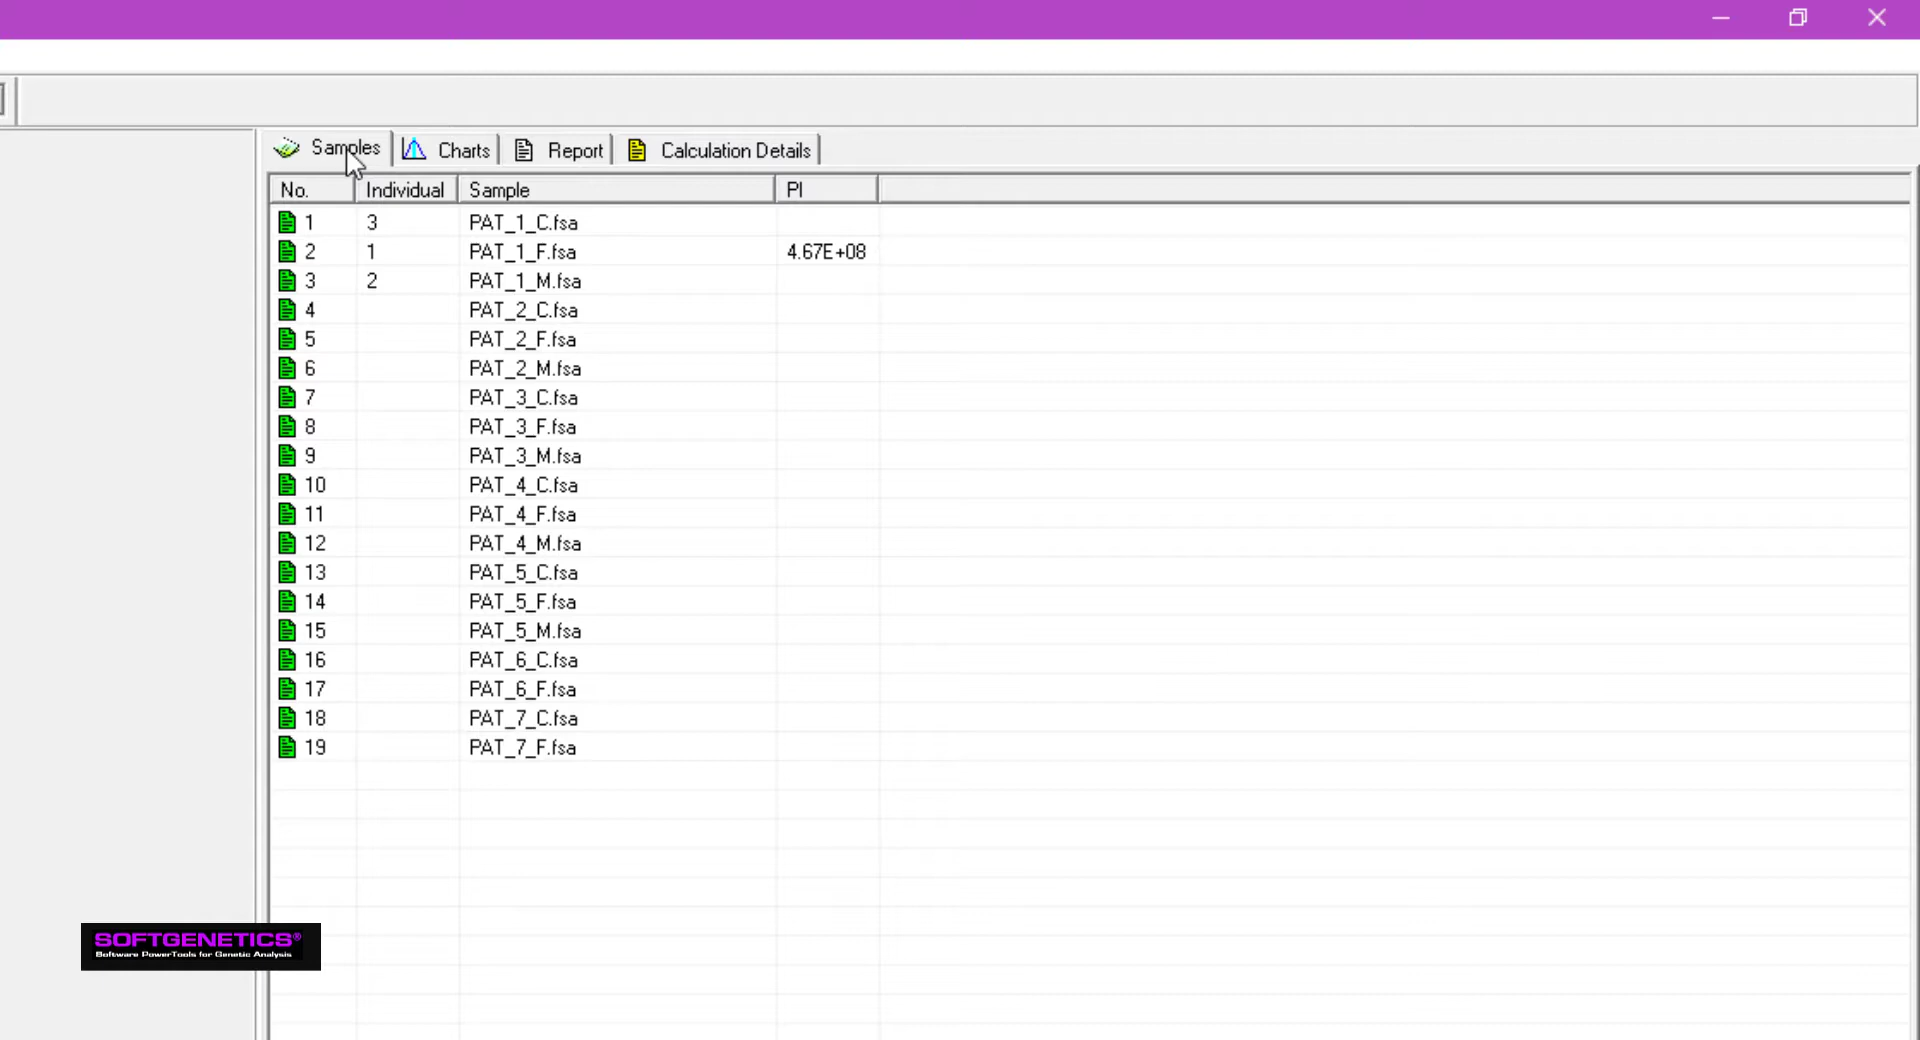 Samples Charts Report Calculation Details
No. Individual Sample PI
1 3 PAT_1_C.fsa
2 1 PAT_1_F.fsa 4.67E+08
3 2 PAT_1_M.fsa
4 PAT_2_C.fsa
5 PAT_2_F.fsa
6 PAT_2_M.fsa
7 PAT_3_C.fsa
8 PAT_3_F.fsa
9 PAT_3_M.fsa
10 PAT_4_C.fsa
11 PAT_4_F.fsa
12 PAT_4_M.fsa
13 PAT_5_C.fsa
14 PAT_5_F.fsa
15 PAT_5_M.fsa
16 PAT_6_C.fsa
17 PAT_6_F.fsa
18 PAT_7_C.fsa
19 PAT_7_F.fsa
SOFTGENETICS®
Software PowerTools for Genetic Analysis